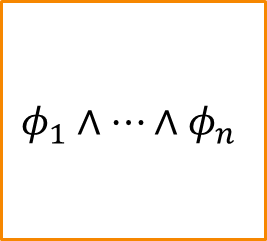 𝜙₁ ∧ ⋯ ∧ 𝜙ₙ